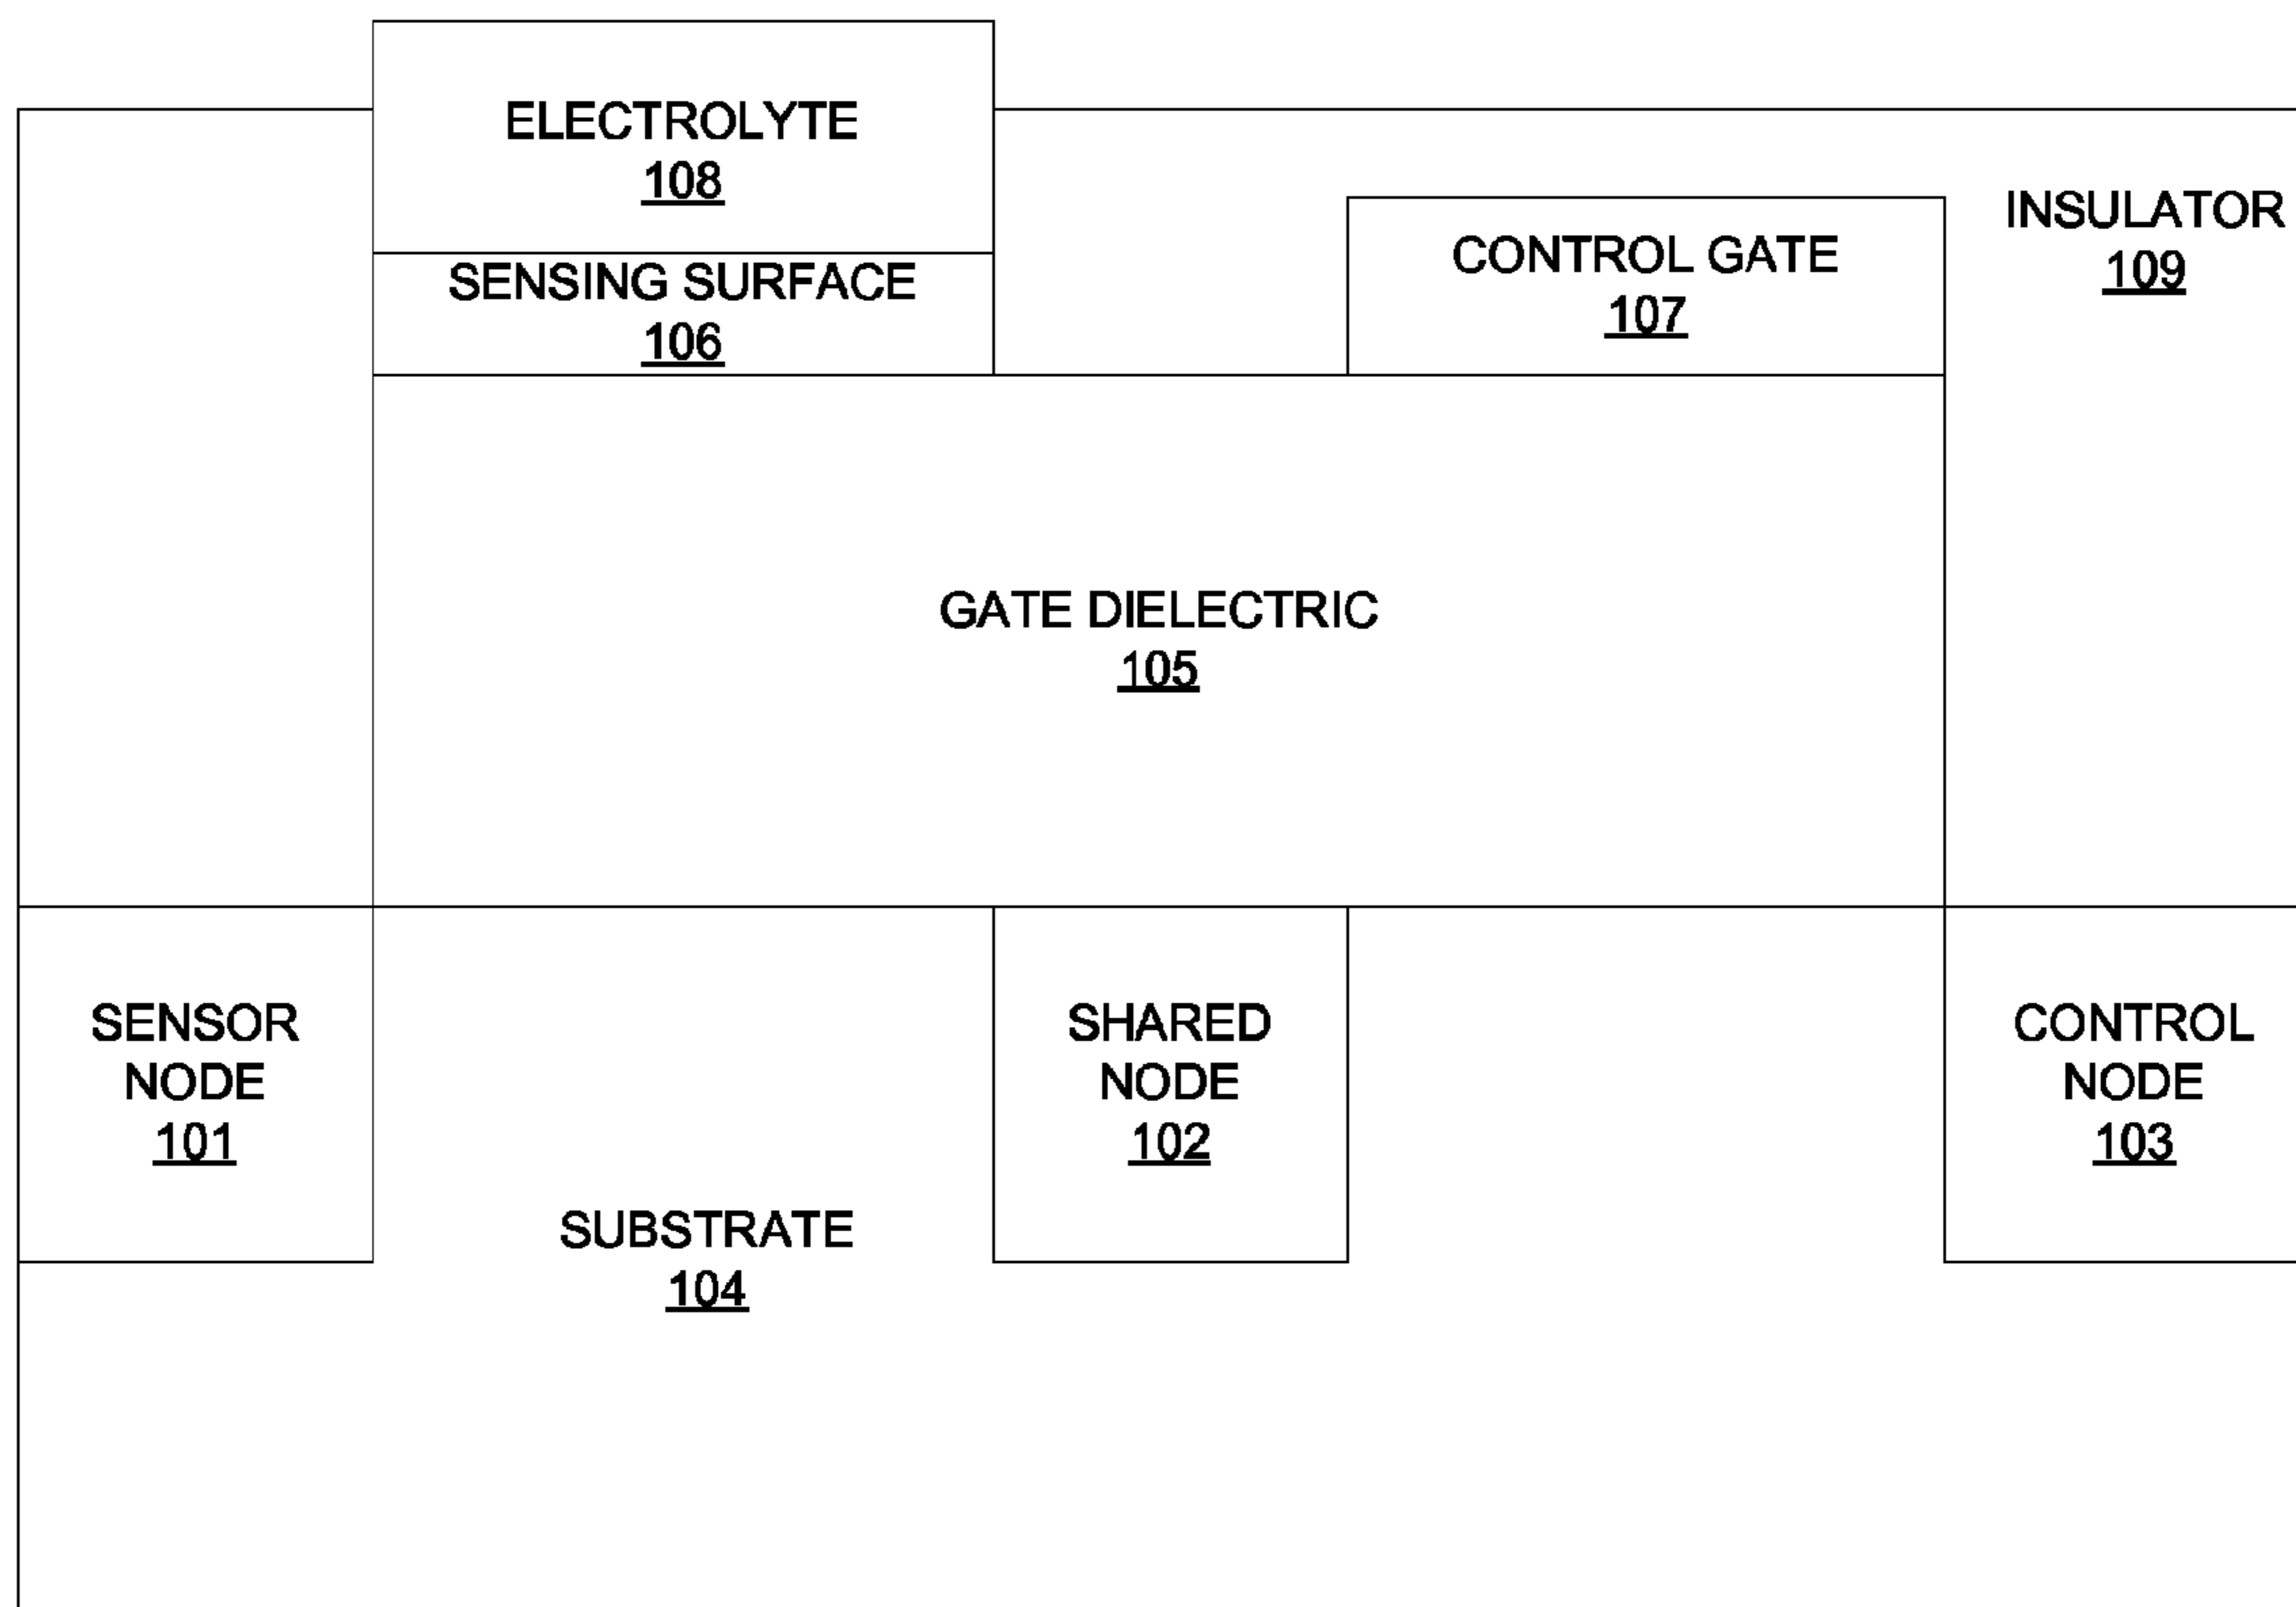 ELECTROLYTE
108
SENSING SURFACE
106
CONTROL GATE
107
INSULATOR
109
GATE DIELECTRIC
105
SENSOR
NODE
101
SHARED
NODE
102
CONTROL
NODE
103
SUBSTRATE
104